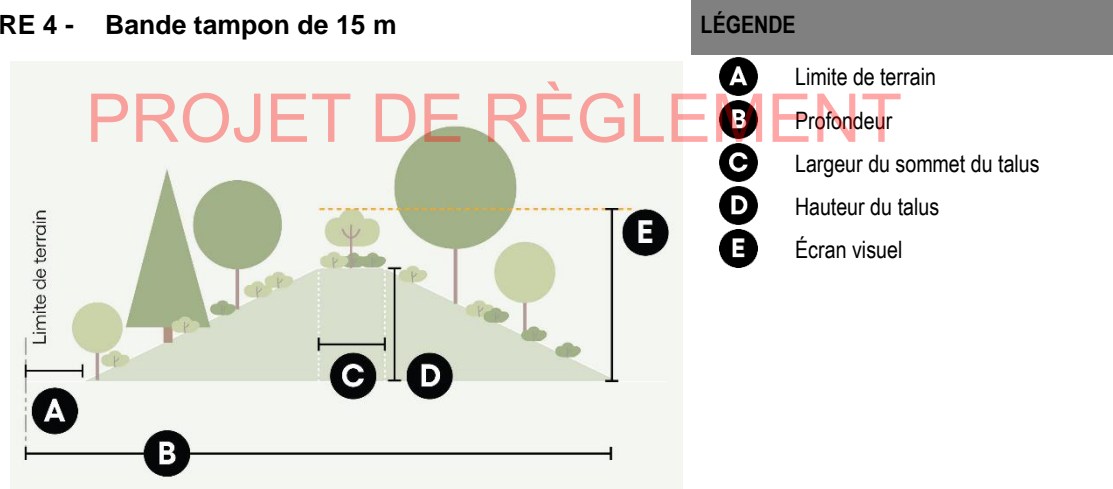 RE 4 - Bande tampon de 15 m
LÉGENDE
A Limite de terrain
PROJET DE RÈGLEMENT
B Profondeur
C Largeur du sommet du talus
D Hauteur du talus
E Écran visuel
Limite de terrain
E
C
D
A
B